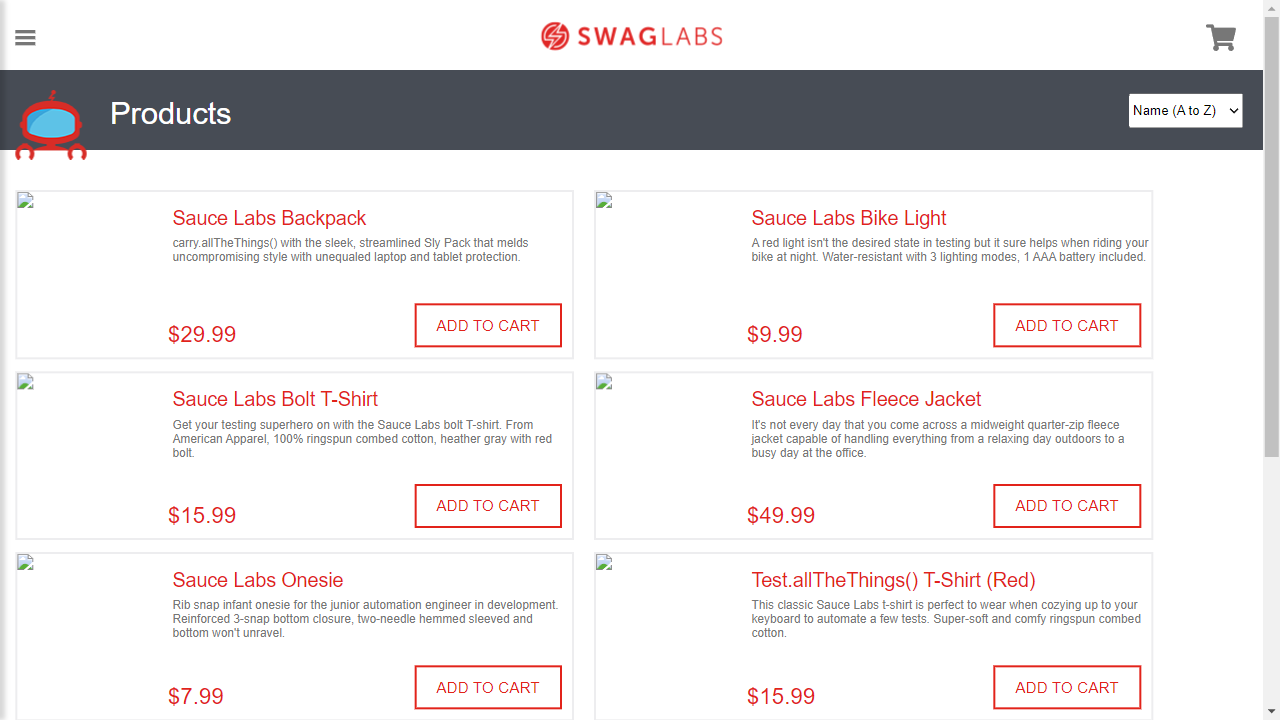 SWAGLABS
Products
Name (A to Z)
Sauce Labs Backpack
carry.allTheThings() with the sleek, streamlined Sly Pack that melds
uncompromising style with unequaled laptop and tablet protection.
$29.99
ADD TO CART
Sauce Labs Bike Light
A red light isn't the desired state in testing but it sure helps when riding your
bike at night. Water-resistant with 3 lighting modes, 1 AAA battery included.
$9.99
ADD TO CART
Sauce Labs Bolt T-Shirt
Get your testing superhero on with the Sauce Labs bolt T-shirt. From
American Apparel, 100% ringspun combed cotton, heather gray with red
bolt.
$15.99
ADD TO CART
Sauce Labs Fleece Jacket
It's not every day that you come across a midweight quarter-zip fleece
jacket capable of handling everything from a relaxing day outdoors to a
busy day at the office.
$49.99
ADD TO CART
Sauce Labs Onesie
Rib snap infant onesie for the junior automation engineer in development.
Reinforced 3-snap bottom closure, two-needle hemmed sleeved and
bottom won't unravel.
$7.99
ADD TO CART
Test.allTheThings() T-Shirt (Red)
This classic Sauce Labs t-shirt is perfect to wear when cozying up to your
keyboard to automate a few tests. Super-soft and comfy ringspun combed
cotton.
$15.99
ADD TO CART